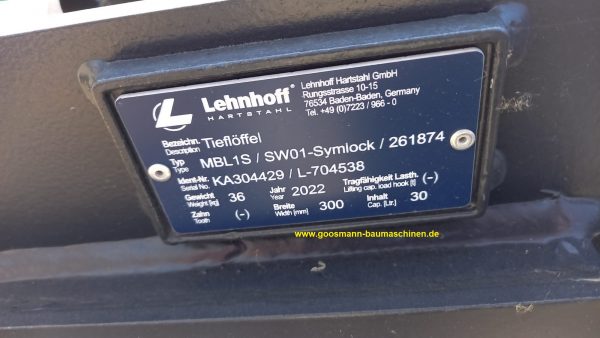 Lehnhoff®
HARTSTAHL
Lehnhoff Hartstahl GmbH
Rungsstrasse 10-15
76534 Baden-Baden, Germany
Tel. +49 (0)7223 / 966 - 0
Bezeichn. Tieflöffel
Description
Typ MBL1S / SW01-Symlock / 261874
Type
Ident-Nr. KA304429 / L-704538
Serial No.
Gewicht 36 Jahr 2022 Tragfähigkeit Lasth. (-)
Weight [kg] Year Lifting cap. load hook [t]
Zahn (-) Breite 300 Inhalt 30
Tooth Width [mm] Cap. [Ltr.]
www.goosmann-baumaschinen.de